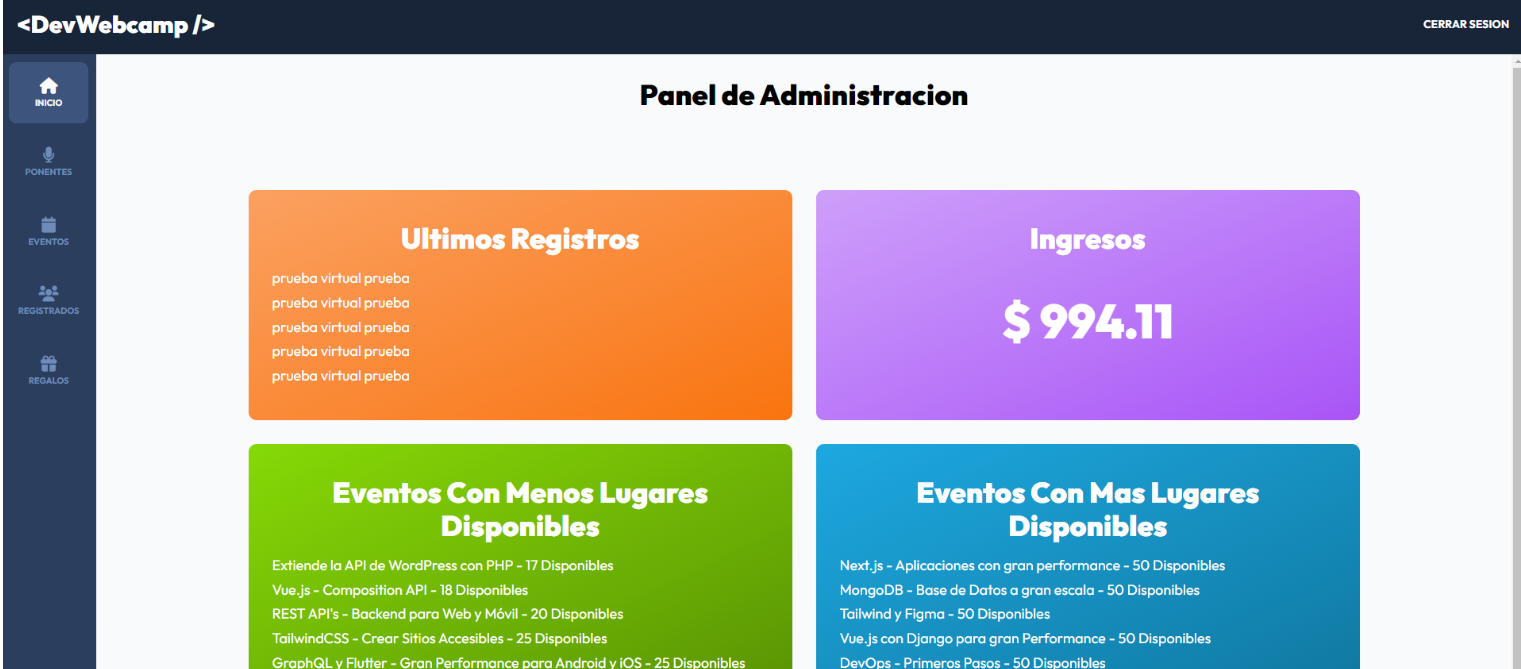 <DevWebcamp />
CERRAR SESION
INICIO
PONENTES
EVENTOS
REGISTRADOS
REGALOS
Panel de Administracion
Ultimos Registros
prueba virtual prueba
prueba virtual prueba
prueba virtual prueba
prueba virtual prueba
prueba virtual prueba
Ingresos
$ 994.11
Eventos Con Menos Lugares
Disponibles
Extiende la API de WordPress con PHP - 17 Disponibles
Vue.js - Composition API - 18 Disponibles
REST API's - Backend para Web y Móvil - 20 Disponibles
TailwindCSS - Crear Sitios Accesibles - 25 Disponibles
GraphQL y Flutter - Gran Performance para Android y iOS - 25 Disponibles
Eventos Con Mas Lugares
Disponibles
Next.js - Aplicaciones con gran performance - 50 Disponibles
MongoDB - Base de Datos a gran escala - 50 Disponibles
Tailwind y Figma - 50 Disponibles
Vue.js con Django para gran Performance - 50 Disponibles
DevOps - Primeros Pasos - 50 Disponibles